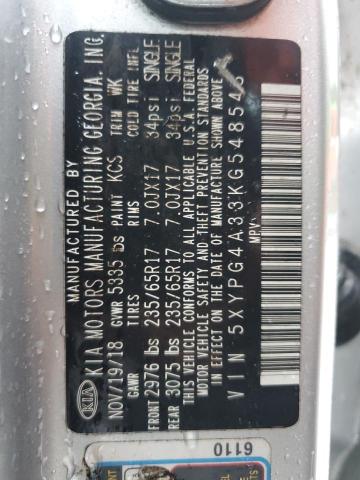 MANUFACTURED BY
KIA KIA MOTORS MANUFACTURING GEORGIA, INC.
NOV/19/18 GVWR 5335 PAINT KCS TRIM WK
GAWR TIRES RIMS COLD TIRE INFL
FRONT 2976 lbs 235/65R17 7.0JX17 34psi SINGLE
REAR 3075 lbs 235/65R17 7.0JX17 34psi SINGLE
THIS VEHICLE CONFORMS TO ALL APPLICABLE U.S.A. FEDERAL
MOTOR VEHICLE SAFETY AND THEFT PREVENTION STANDARDS
IN EFFECT ON THE DATE OF MANUFACTURE SHOWN ABOVE
VIN 5XYPG4A33KG5485
MPV
6110